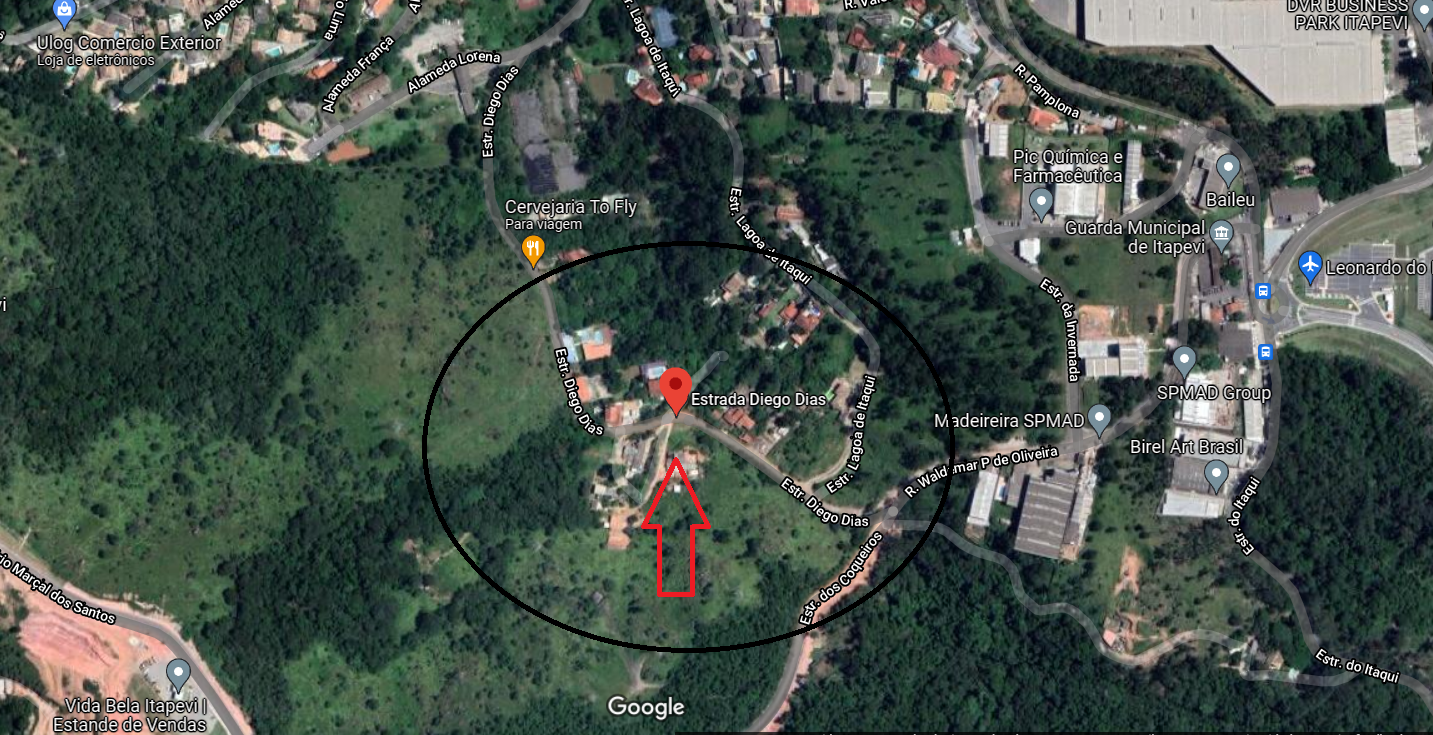 DVR BUSINESS
PARK ITAPEVI
Ulog Comercio Exterior
Loja de eletrônicos
Alameda França
Alameda Lorena
Estr. Diego Dias
Lagoa de Itaqui
R. Pamplona
Pic Química e
Farmacêutica
Baileu
Cervejaria To Fly
Para viagem
Estr. Lagoa de Itaqui
Guarda Municipal
de Itapevi
Leonardo do
Estr. da Invernada
Estr. Diego Dias
Estrada Diego Dias
Estr. Lagoa de Itaqui
SPMAD Group
Madeireira SPMAD
Birel Art Brasil
R. Waldemar P de Oliveira
Estr. Diego Dias
Estr. do Itaqui
Estr. dos Coqueiros
Marçal dos Santos
Estr. do Itaqui
Vida Bela Itapevi |
Estande de Vendas
Google